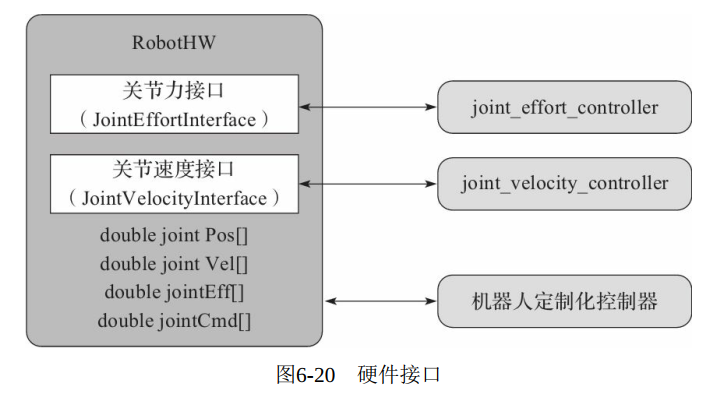 RobotHW
关节力接口
（JointEffortInterface）
joint_effort_controller
关节速度接口
（JointVelocityInterface）
joint_velocity_controller
double joint Pos[]
double joint Vel[]
double jointEff[]
double jointCmd[]
机器人定制化控制器
图6-20 硬件接口